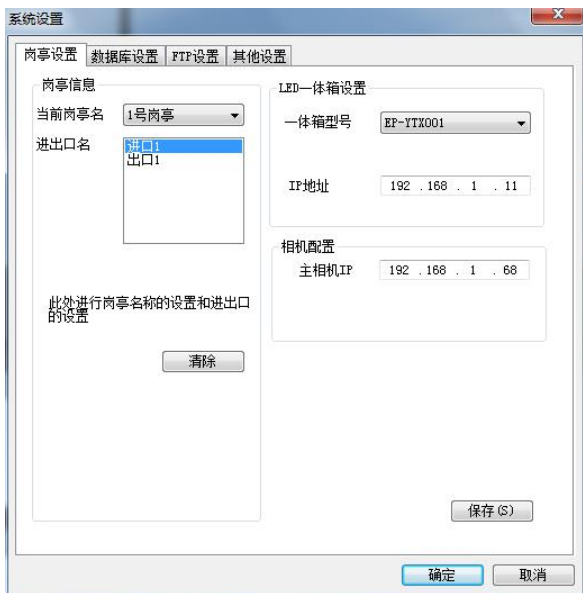 系统设置
岗亭设置 数据库设置 FTP设置 其他设置
岗亭信息
当前岗亭名 1号岗亭
进出口名 进口1
出口1
此处进行岗亭名称的设置和进出口
的设置
清除
LED一体箱设置
一体箱型号 EP-YTX001
IP地址 192 . 168 . 1 . 11
相机配置
主相机IP 192 . 168 . 1 . 68
保存(S)
确定 取消